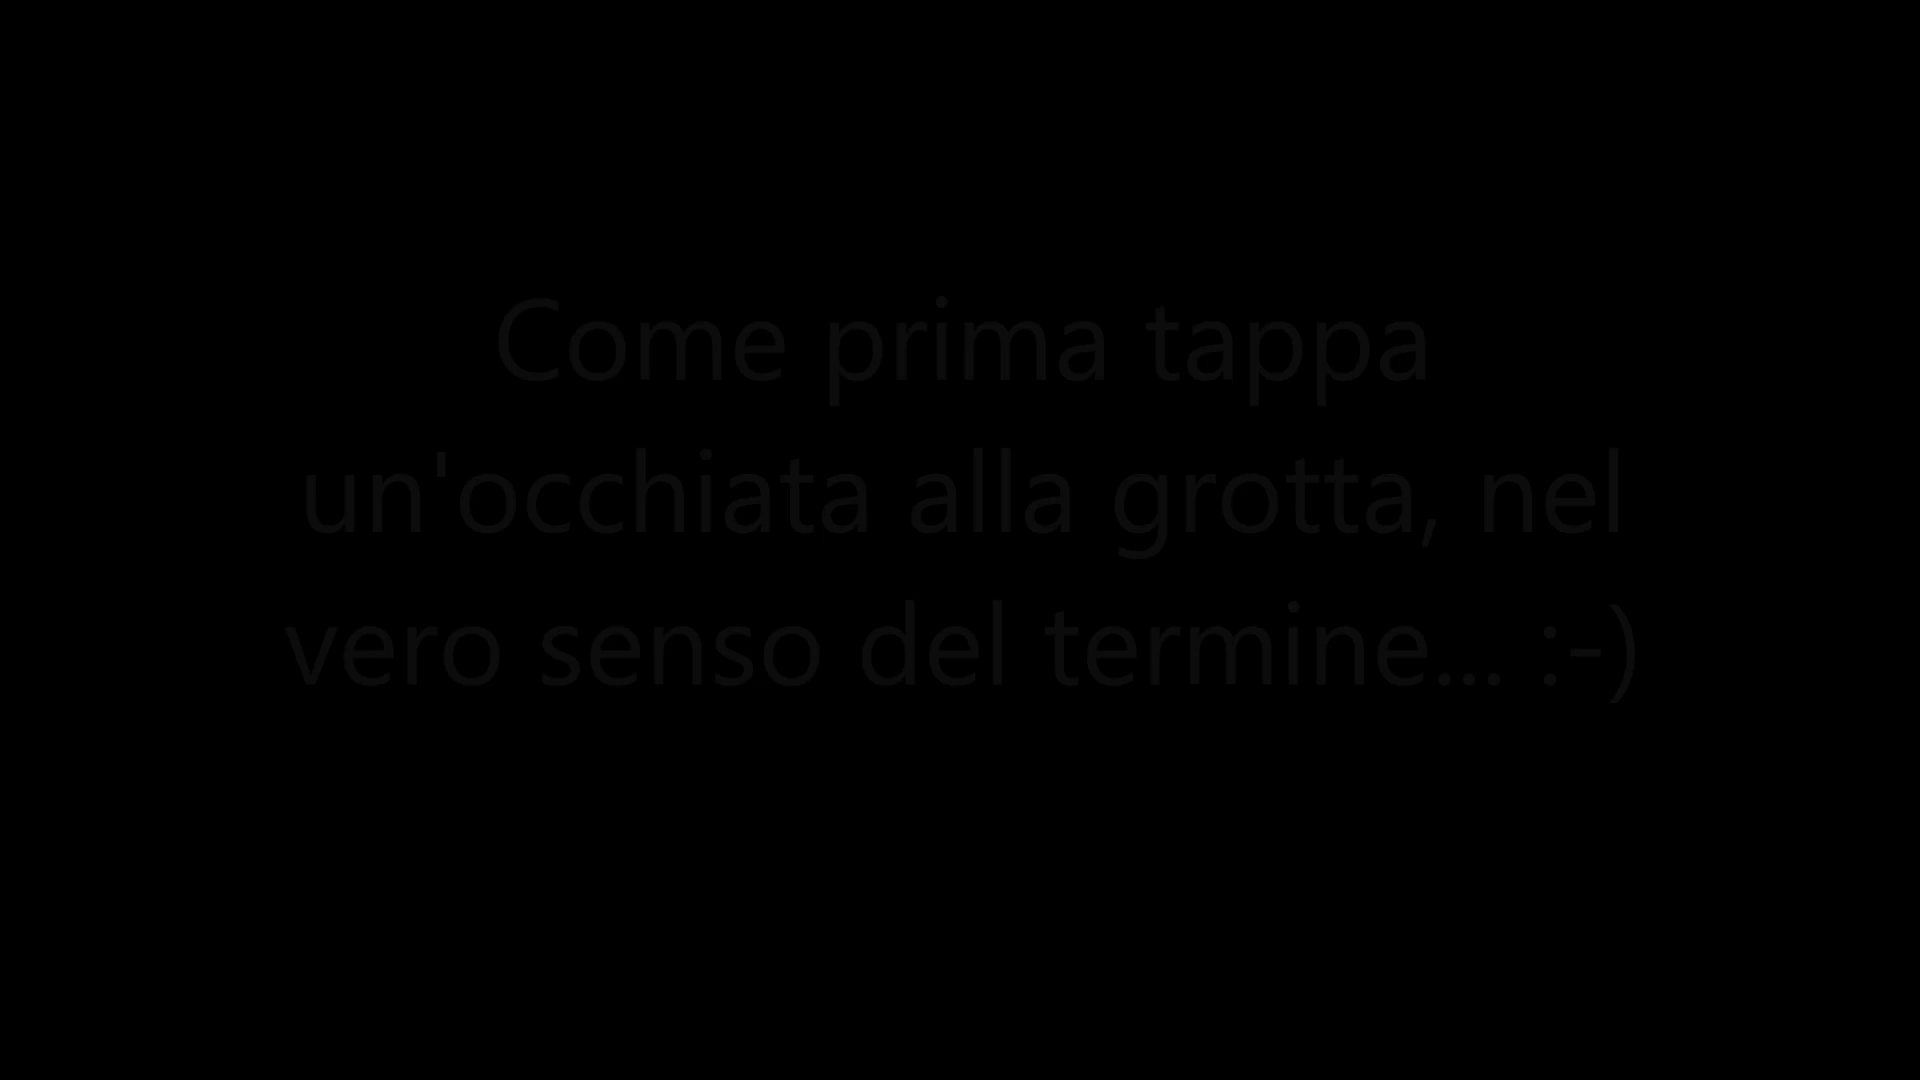 Come prima tappa
un'occhiata alla grotta, nel
vero senso del termine... :-)